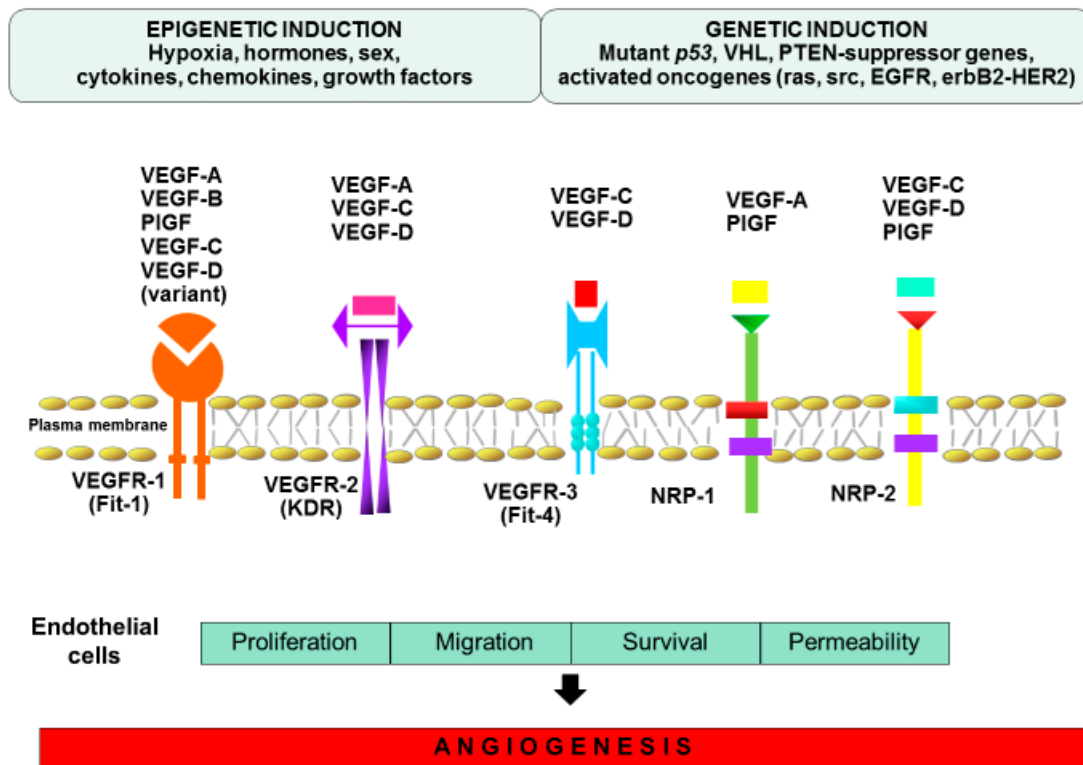 EPIGENETIC INDUCTION
Hypoxia, hormones, sex,
cytokines, chemokines, growth factors
GENETIC INDUCTION
Mutant p53, VHL, PTEN-suppressor genes,
activated oncogenes (ras, src, EGFR, erbB2-HER2)
VEGF-A
VEGF-B
PIGF
VEGF-C
VEGF-D
(variant)
VEGF-A
VEGF-C
VEGF-D
VEGF-C
VEGF-D
VEGF-A
PIGF
VEGF-C
VEGF-D
PIGF
Plasma membrane
VEGFR-1
(Fit-1)
VEGFR-2
(KDR)
VEGFR-3
(Fit-4)
NRP-1
NRP-2
Endothelial
cells
Proliferation
Migration
Survival
Permeability
ANGIOGENESIS